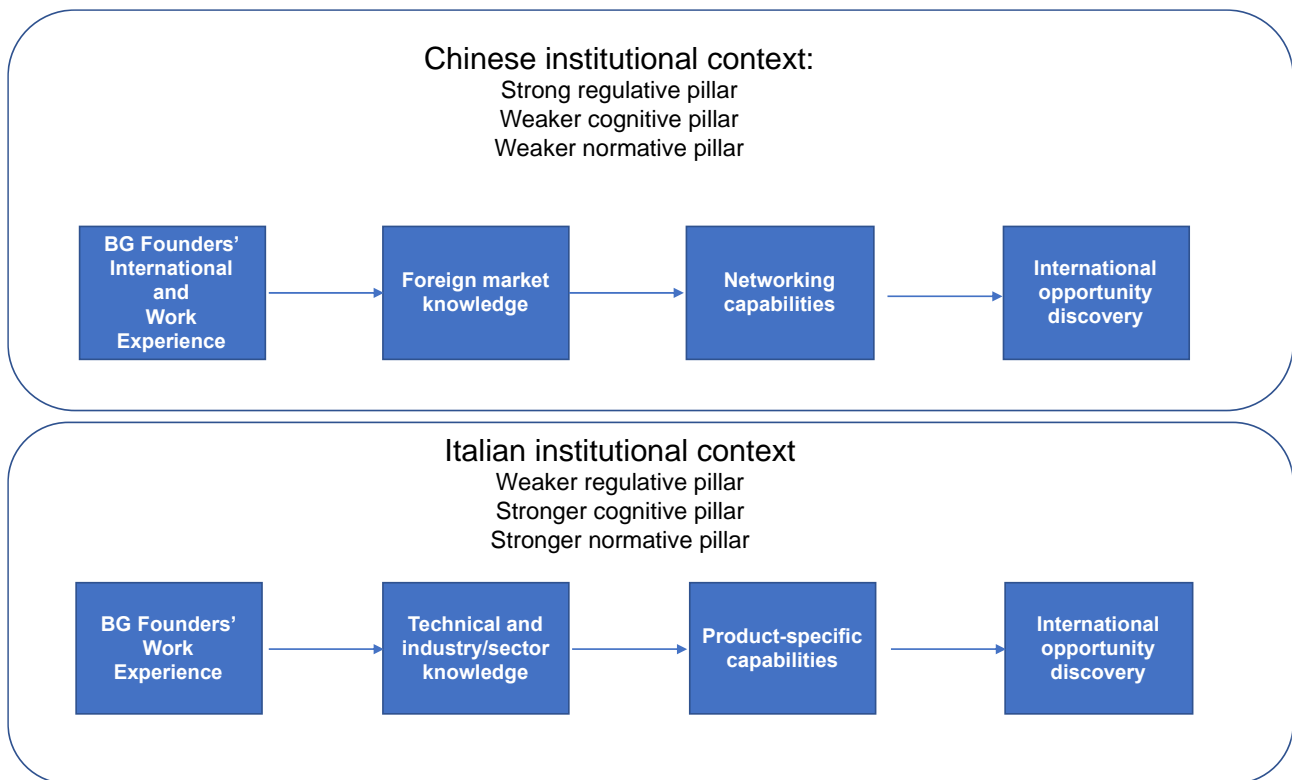 Chinese institutional context:
Strong regulative pillar
Weaker cognitive pillar
Weaker normative pillar
BG Founders’
International
and
Work
Experience
Foreign market
knowledge
Networking
capabilities
International
opportunity
discovery
Italian institutional context
Weaker regulative pillar
Stronger cognitive pillar
Stronger normative pillar
BG Founders’
Work
Experience
Technical and
industry/sector
knowledge
Product-specific
capabilities
International
opportunity
discovery